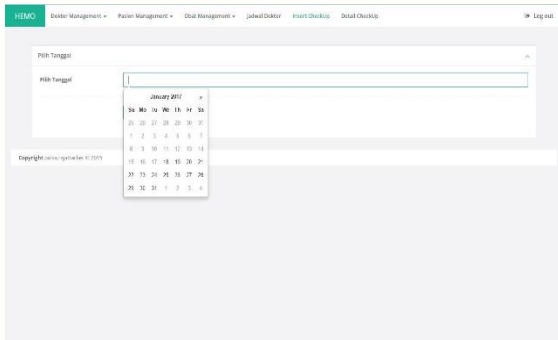 HEMO Dokter Management Pasien Management Obat Management Jadwal Dokter Insert CheckUp Detail CheckUp Log out
Pilih Tanggal
Pilih Tanggal
January 2017 »
Su Mo Tu We Th Fr Sa
25 26 27 28 29 30 31
1 2 3 4 5 6 7
8 9 10 11 12 13 14
15 16 17 18 19 20 21
22 23 24 25 26 27 28
29 30 31 1 2 3 4
Copyright © 2015